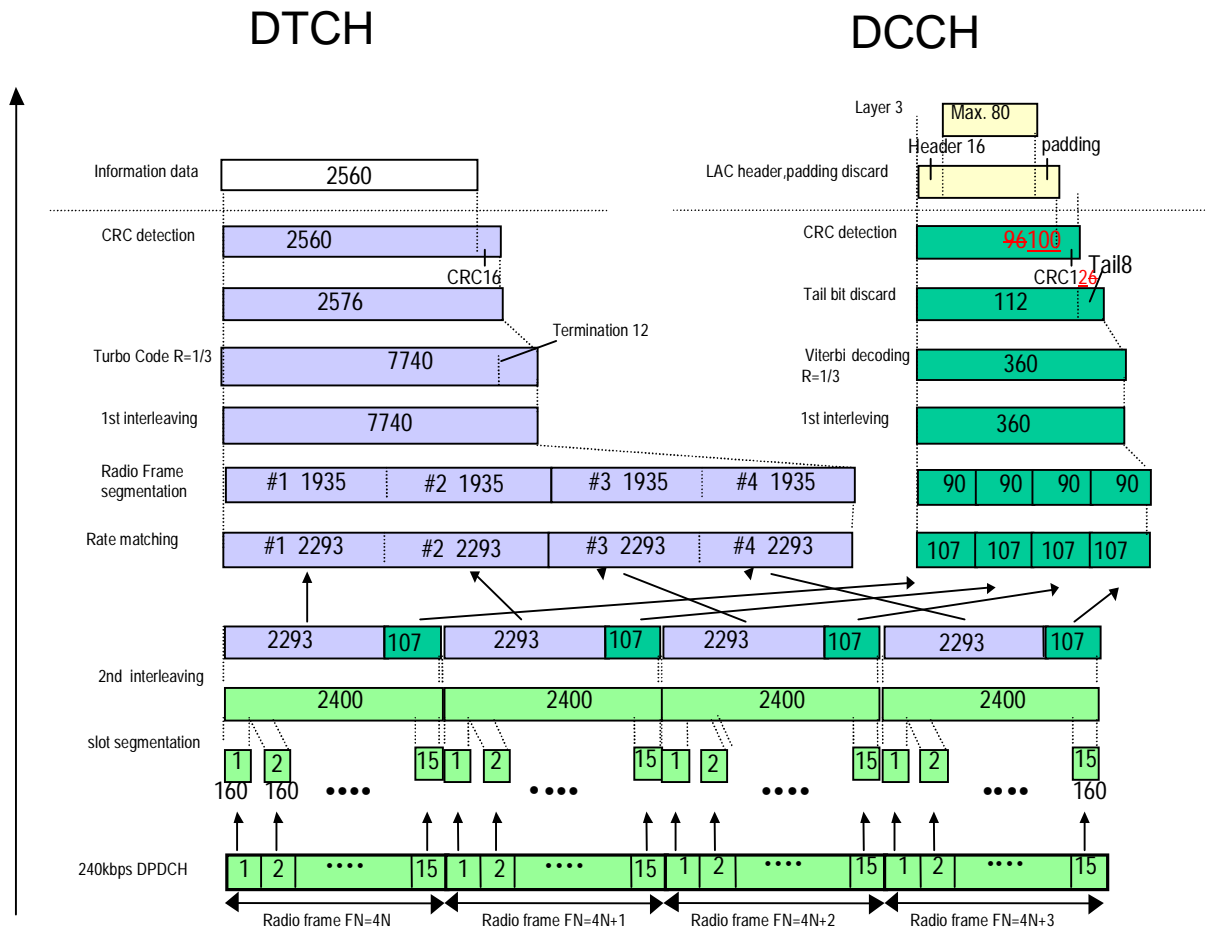 DTCH DCCH
Layer 3 Max. 80
Header 16 padding
Information data 2560 LAC header,padding discard
CRC detection 2560 CRC detection 96100
CRC16 CRC126 Tail8
2576 Tail bit discard 112
Termination 12
Turbo Code R=1/3 7740 Viterbi decoding R=1/3 360
1st interleaving 7740 1st interleving 360
Radio Frame segmentation #1 1935 #2 1935 #3 1935 #4 1935 90 90 90 90
Rate matching #1 2293 #2 2293 #3 2293 #4 2293 107 107 107 107
2293 107 2293 107 2293 107 2293 107
2nd interleaving
2400 2400 2400 2400
slot segmentation
1 2 15 1 2 15 1 2 15 1 2 15
160 160 •••• •••• •••• •••• 160
240kbps DPDCH 1 2 •••• 15 1 2 •••• 15 1 2 •••• 15 1 2 •••• 15
Radio frame FN=4N Radio frame FN=4N+1 Radio frame FN=4N+2 Radio frame FN=4N+3